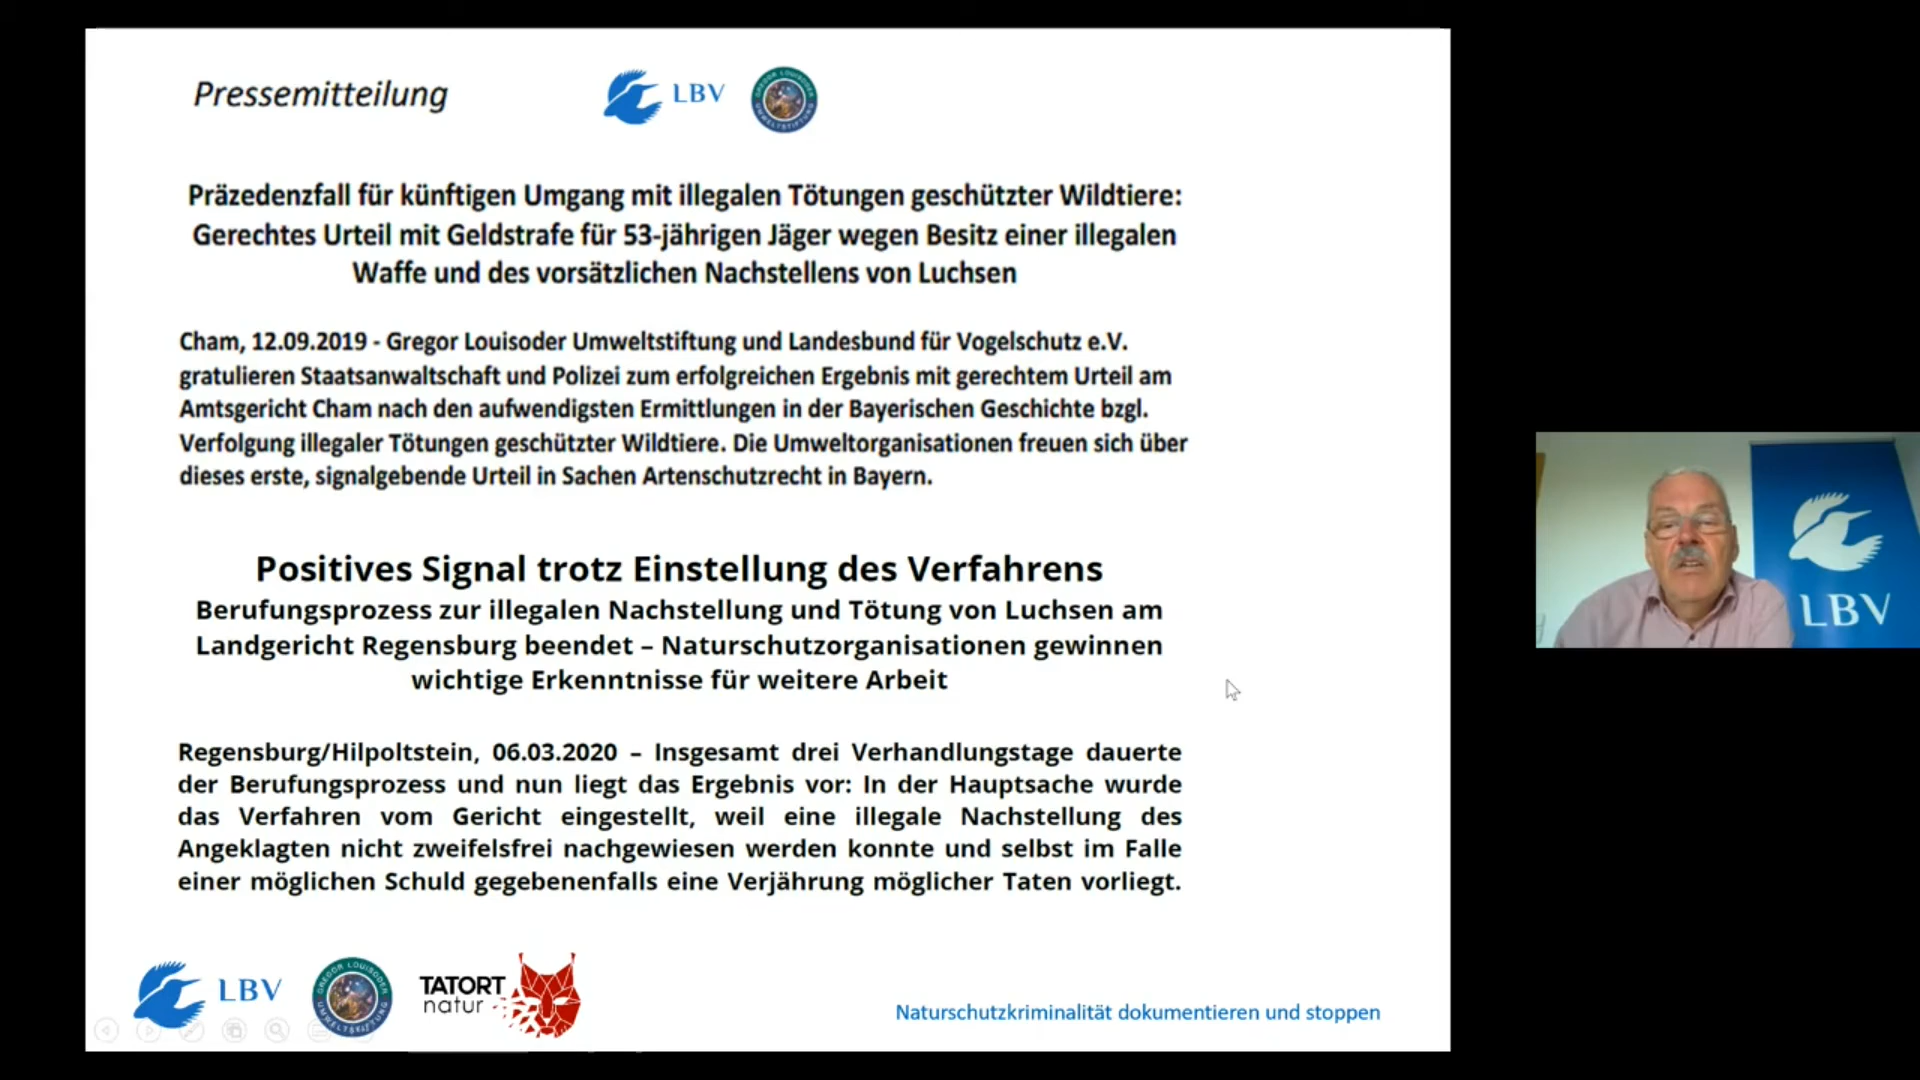 Pressemitteilung
LBV
GREGOR LOUISODER
UMWELTSTIFTUNG
Präzedenzfall für künftigen Umgang mit illegalen Tötungen geschützter Wildtiere:
Gerechtes Urteil mit Geldstrafe für 53-jährigen Jäger wegen Besitz einer illegalen
Waffe und des vorsätzlichen Nachstellens von Luchsen
Cham, 12.09.2019 - Gregor Louisoder Umweltstiftung und Landesbund für Vogelschutz e.V.
gratulieren Staatsanwaltschaft und Polizei zum erfolgreichen Ergebnis mit gerechtem Urteil am
Amtsgericht Cham nach den aufwendigsten Ermittlungen in der Bayerischen Geschichte bzgl.
Verfolgung illegaler Tötungen geschützter Wildtiere. Die Umweltorganisationen freuen sich über
dieses erste, signalgebende Urteil in Sachen Artenschutzrecht in Bayern.
Positives Signal trotz Einstellung des Verfahrens
Berufungsprozess zur illegalen Nachstellung und Tötung von Luchsen am
Landgericht Regensburg beendet – Naturschutzorganisationen gewinnen
wichtige Erkenntnisse für weitere Arbeit
Regensburg/Hilpoltstein, 06.03.2020 – Insgesamt drei Verhandlungstage dauerte
der Berufungsprozess und nun liegt das Ergebnis vor: In der Hauptsache wurde
das Verfahren vom Gericht eingestellt, weil eine illegale Nachstellung des
Angeklagten nicht zweifelsfrei nachgewiesen werden konnte und selbst im Falle
einer möglichen Schuld gegebenenfalls eine Verjährung möglicher Taten vorliegt.
LBV
GREGOR LOUISODER
UMWELTSTIFTUNG
TATORT
natur
Naturschutzkriminalität dokumentieren und stoppen
LBV